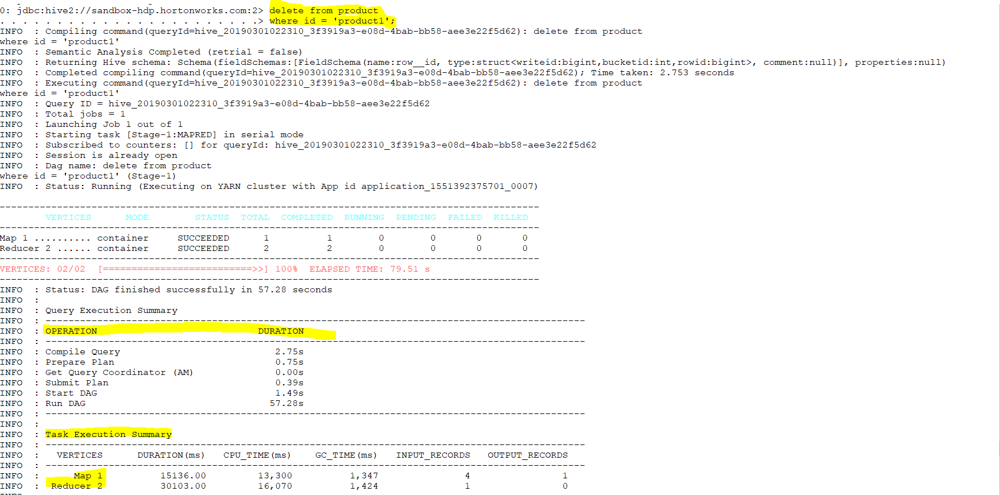 0: jdbc:hive2://sandbox-hdp.hortonworks.com:2> delete from product
. . . . . . . . . . . . . . . . . . . . . . .> where id = 'product1';
INFO  : Compiling command(queryId=hive_20190301022310_3f3919a3-e08d-4bab-bb58-aee3e22f5d62): delete from product
where id = 'product1'
INFO  : Semantic Analysis Completed (retrial = false)
INFO  : Returning Hive schema: Schema(fieldSchemas:[FieldSchema(name:row__id, type:struct<writeid:bigint,bucketid:int,rowid:bigint>, comment:null)], properties:null)
INFO  : Completed compiling command(queryId=hive_20190301022310_3f3919a3-e08d-4bab-bb58-aee3e22f5d62); Time taken: 2.753 seconds
INFO  : Executing command(queryId=hive_20190301022310_3f3919a3-e08d-4bab-bb58-aee3e22f5d62): delete from product
where id = 'product1'
INFO  : Query ID = hive_20190301022310_3f3919a3-e08d-4bab-bb58-aee3e22f5d62
INFO  : Total jobs = 1
INFO  : Launching Job 1 out of 1
INFO  : Starting task [Stage-1:MAPRED] in serial mode
INFO  : Subscribed to counters: [] for queryId: hive_20190301022310_3f3919a3-e08d-4bab-bb58-aee3e22f5d62
INFO  : Session is already open
INFO  : Dag name: delete from product
where id = 'product1' (Stage-1)
INFO  : Status: Running (Executing on YARN cluster with App id application_1551392375701_0007)
----------------------------------------------------------------------------------------------
        VERTICES      MODE        STATUS  TOTAL  COMPLETED  RUNNING  PENDING  FAILED  KILLED
----------------------------------------------------------------------------------------------
Map 1 .......... container     SUCCEEDED      1          1        0        0       0       0
Reducer 2 ...... container     SUCCEEDED      2          2        0        0       0       0
----------------------------------------------------------------------------------------------
VERTICES: 02/02  [==========================>>] 100%  ELAPSED TIME: 79.51 s
----------------------------------------------------------------------------------------------
INFO  : Status: DAG finished successfully in 57.28 seconds
INFO  :
INFO  : Query Execution Summary
INFO  : ----------------------------------------------------------------------------------------------
INFO  : OPERATION                            DURATION
INFO  : ----------------------------------------------------------------------------------------------
INFO  : Compile Query                           2.75s
INFO  : Prepare Plan                            0.75s
INFO  : Get Query Coordinator (AM)              0.00s
INFO  : Submit Plan                             0.39s
INFO  : Start DAG                               1.49s
INFO  : Run DAG                                57.28s
INFO  : ----------------------------------------------------------------------------------------------
INFO  :
INFO  : Task Execution Summary
INFO  : ----------------------------------------------------------------------------------------------
INFO  :   VERTICES      DURATION(ms)   CPU_TIME(ms)    GC_TIME(ms)   INPUT_RECORDS   OUTPUT_RECORDS
INFO  : ----------------------------------------------------------------------------------------------
INFO  :      Map 1          15136.00         13,300          1,347               4                1
INFO  :  Reducer 2          30103.00         16,070          1,424               1                0